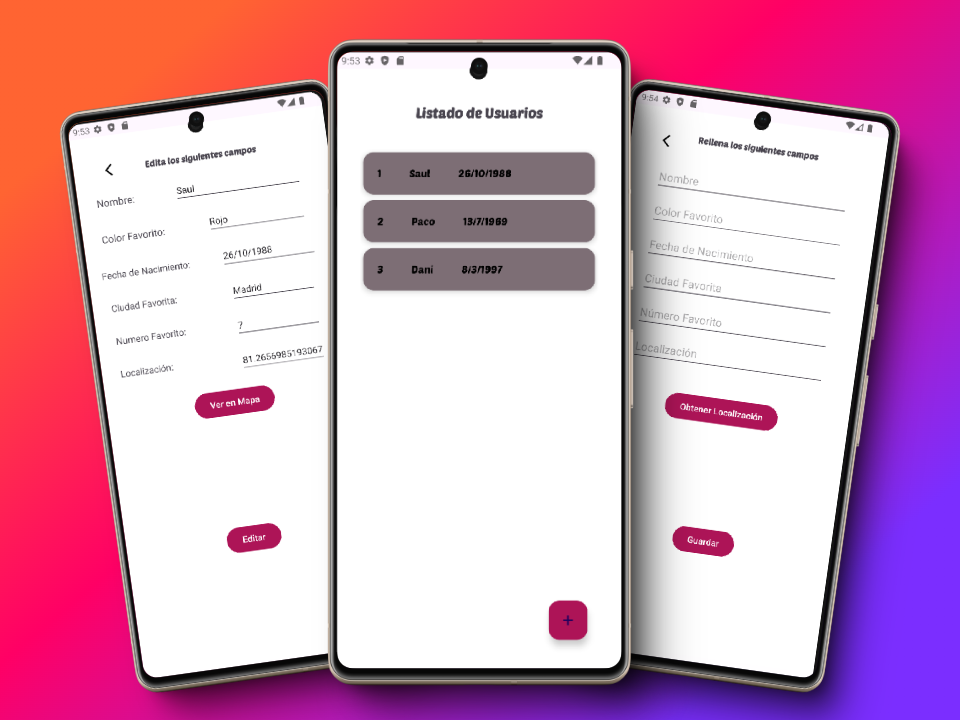 9:53
Edita los siguientes campos
Nombre: Saul
Color Favorito: Rojo
Fecha de Nacimiento: 26/10/1988
Ciudad Favorita: Madrid
Numero Favorito: 7
Localización: 81.2656985193067
Ver en Mapa
Editar
9:53
Listado de Usuarios
1 Saul 26/10/1988
2 Paco 13/7/1969
3 Dani 8/3/1997
+
9:54
Rellena los siguientes campos
Nombre
Color Favorito
Fecha de Nacimiento
Ciudad Favorita
Número Favorito
Localización
Obtener Localización
Guardar